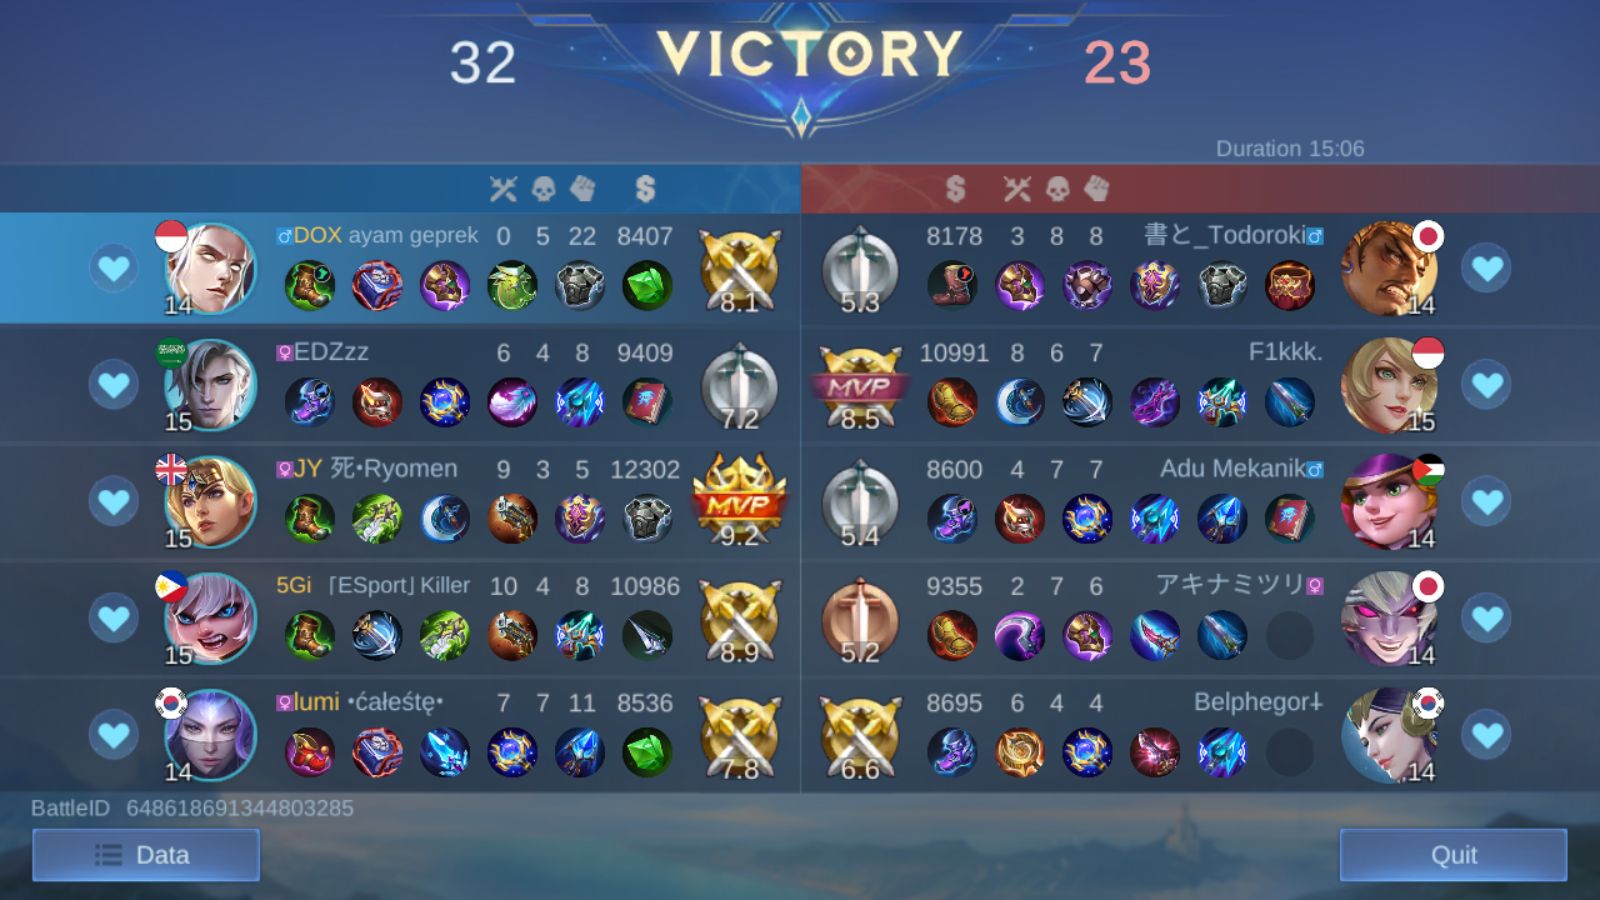 32 VICTORY 23
Duration 15:06
DOX ayam geprek 0 5 22 8407
14 8.1
8178 3 8 8 書と_Todoroki
5.3 14
EDZzz 6 4 8 9409
15 7.2
10991 8 6 7 F1kkk.
MVP 8.5 15
JY 死•Ryomen 9 3 5 12302
15 MVP 9.2
8600 4 7 7 Adu Mekanik
5.4 14
5Gi 「ESport」Killer 10 4 8 10986
15 8.9
9355 2 7 6 アキナミツリ
5.2 14
lumi •ćałeśtę• 7 7 11 8536
14 7.8
8695 6 4 4 Belphegor⸸
6.6 14
BattleID 648618691344803285
Data
Quit